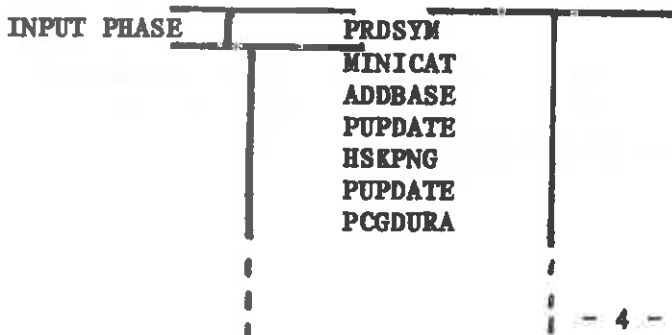 INPUT PHASE
PRDSYM
MINICAT
ADDBASE
PUPDATE
HSKPNG
PUPDATE
PCGDURA
- 4 -